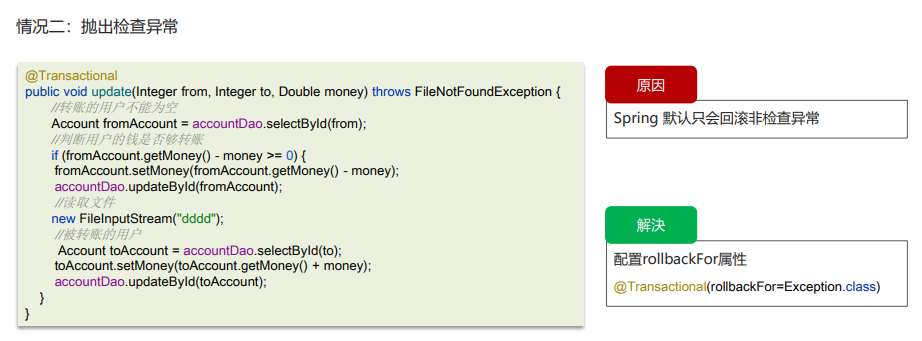 情况二：抛出检查异常
@Transactional
public void update(Integer from, Integer to, Double money) throws FileNotFoundException {
//转账的用户不能为空
Account fromAccount = accountDao.selectById(from);
//判断用户的钱是否够转账
if (fromAccount.getMoney() - money >= 0) {
fromAccount.setMoney(fromAccount.getMoney() - money);
accountDao.updateById(fromAccount);
//读取文件
new FileInputStream("dddd");
//被转账的用户
Account toAccount = accountDao.selectById(to);
toAccount.setMoney(toAccount.getMoney() + money);
accountDao.updateById(toAccount);
}
}
原因
Spring 默认只会回滚非检查异常
解决
配置rollbackFor属性
@Transactional(rollbackFor=Exception.class)